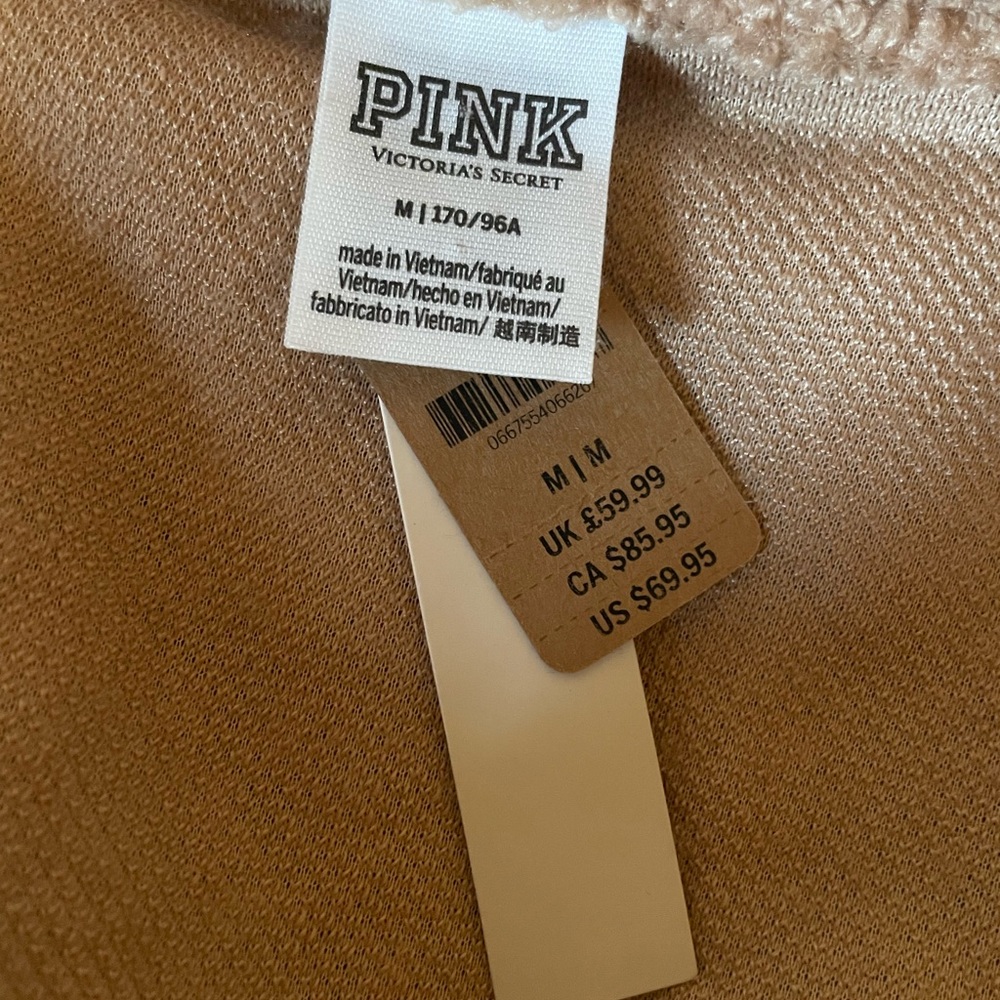 PINK
VICTORIA'S SECRET
M | 170/96A
made in Vietnam/fabriqué au
Vietnam/hecho en Vietnam/
fabbricato in Vietnam/ 越南制造
M | M
UK £59.99
CA $85.95
US $69.95